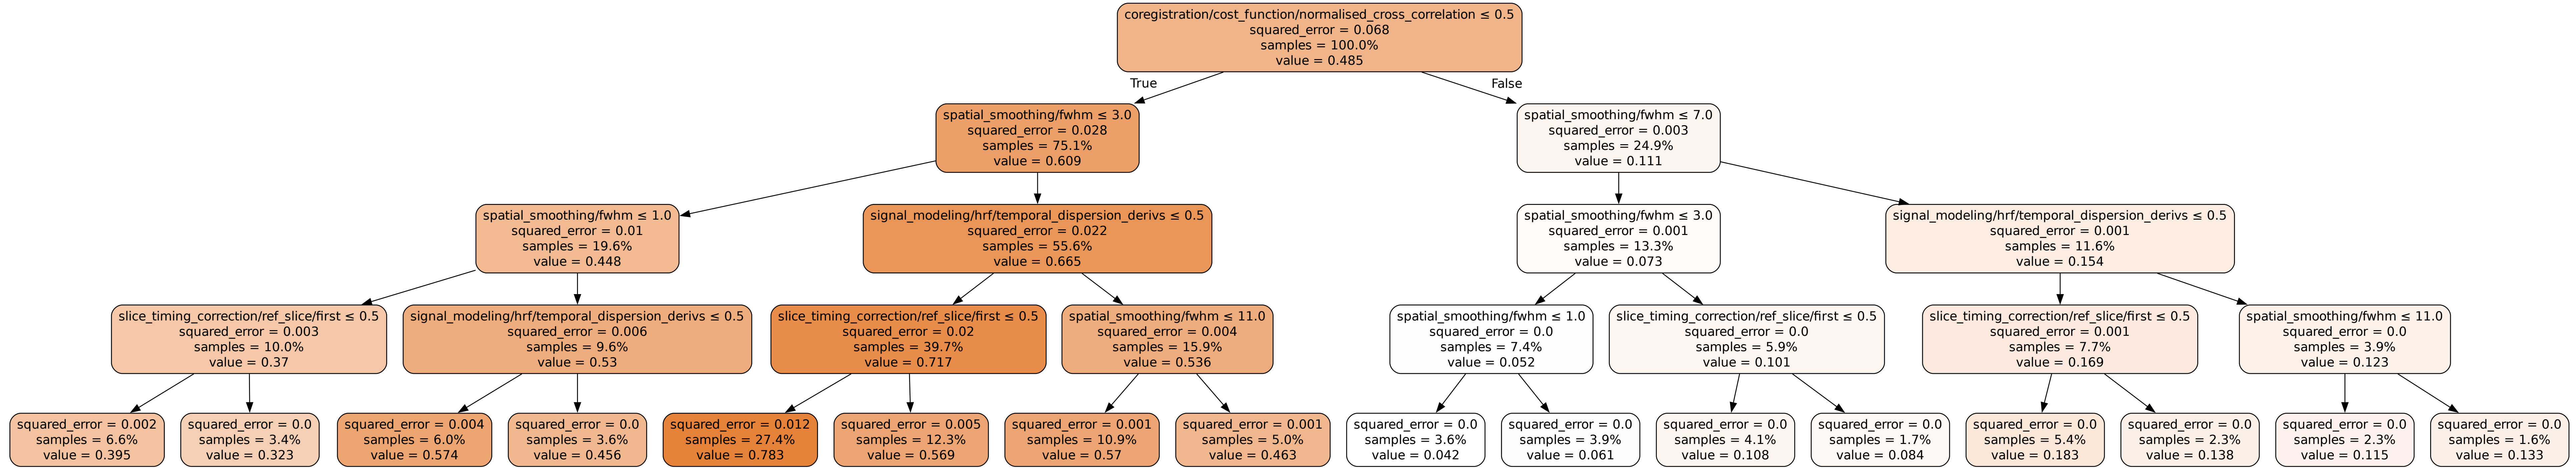 coregistration/cost_function/normalised_cross_correlation ≤ 0.5
squared_error = 0.068
samples = 100.0%
value = 0.485
True
False
spatial_smoothing/fwhm ≤ 3.0
squared_error = 0.028
samples = 75.1%
value = 0.609
spatial_smoothing/fwhm ≤ 7.0
squared_error = 0.003
samples = 24.9%
value = 0.111
spatial_smoothing/fwhm ≤ 1.0
squared_error = 0.01
samples = 19.6%
value = 0.448
signal_modeling/hrf/temporal_dispersion_derivs ≤ 0.5
squared_error = 0.022
samples = 55.6%
value = 0.665
spatial_smoothing/fwhm ≤ 3.0
squared_error = 0.001
samples = 13.3%
value = 0.073
signal_modeling/hrf/temporal_dispersion_derivs ≤ 0.5
squared_error = 0.001
samples = 11.6%
value = 0.154
slice_timing_correction/ref_slice/first ≤ 0.5
squared_error = 0.003
samples = 10.0%
value = 0.37
signal_modeling/hrf/temporal_dispersion_derivs ≤ 0.5
squared_error = 0.006
samples = 9.6%
value = 0.53
slice_timing_correction/ref_slice/first ≤ 0.5
squared_error = 0.02
samples = 39.7%
value = 0.717
spatial_smoothing/fwhm ≤ 11.0
squared_error = 0.004
samples = 15.9%
value = 0.536
spatial_smoothing/fwhm ≤ 1.0
squared_error = 0.0
samples = 7.4%
value = 0.052
slice_timing_correction/ref_slice/first ≤ 0.5
squared_error = 0.0
samples = 5.9%
value = 0.101
slice_timing_correction/ref_slice/first ≤ 0.5
squared_error = 0.001
samples = 7.7%
value = 0.169
spatial_smoothing/fwhm ≤ 11.0
squared_error = 0.0
samples = 3.9%
value = 0.123
squared_error = 0.002
samples = 6.6%
value = 0.395
squared_error = 0.0
samples = 3.4%
value = 0.323
squared_error = 0.004
samples = 6.0%
value = 0.574
squared_error = 0.0
samples = 3.6%
value = 0.456
squared_error = 0.012
samples = 27.4%
value = 0.783
squared_error = 0.005
samples = 12.3%
value = 0.569
squared_error = 0.001
samples = 10.9%
value = 0.57
squared_error = 0.001
samples = 5.0%
value = 0.463
squared_error = 0.0
samples = 3.6%
value = 0.042
squared_error = 0.0
samples = 3.9%
value = 0.061
squared_error = 0.0
samples = 4.1%
value = 0.108
squared_error = 0.0
samples = 1.7%
value = 0.084
squared_error = 0.0
samples = 5.4%
value = 0.183
squared_error = 0.0
samples = 2.3%
value = 0.138
squared_error = 0.0
samples = 2.3%
value = 0.115
squared_error = 0.0
samples = 1.6%
value = 0.133